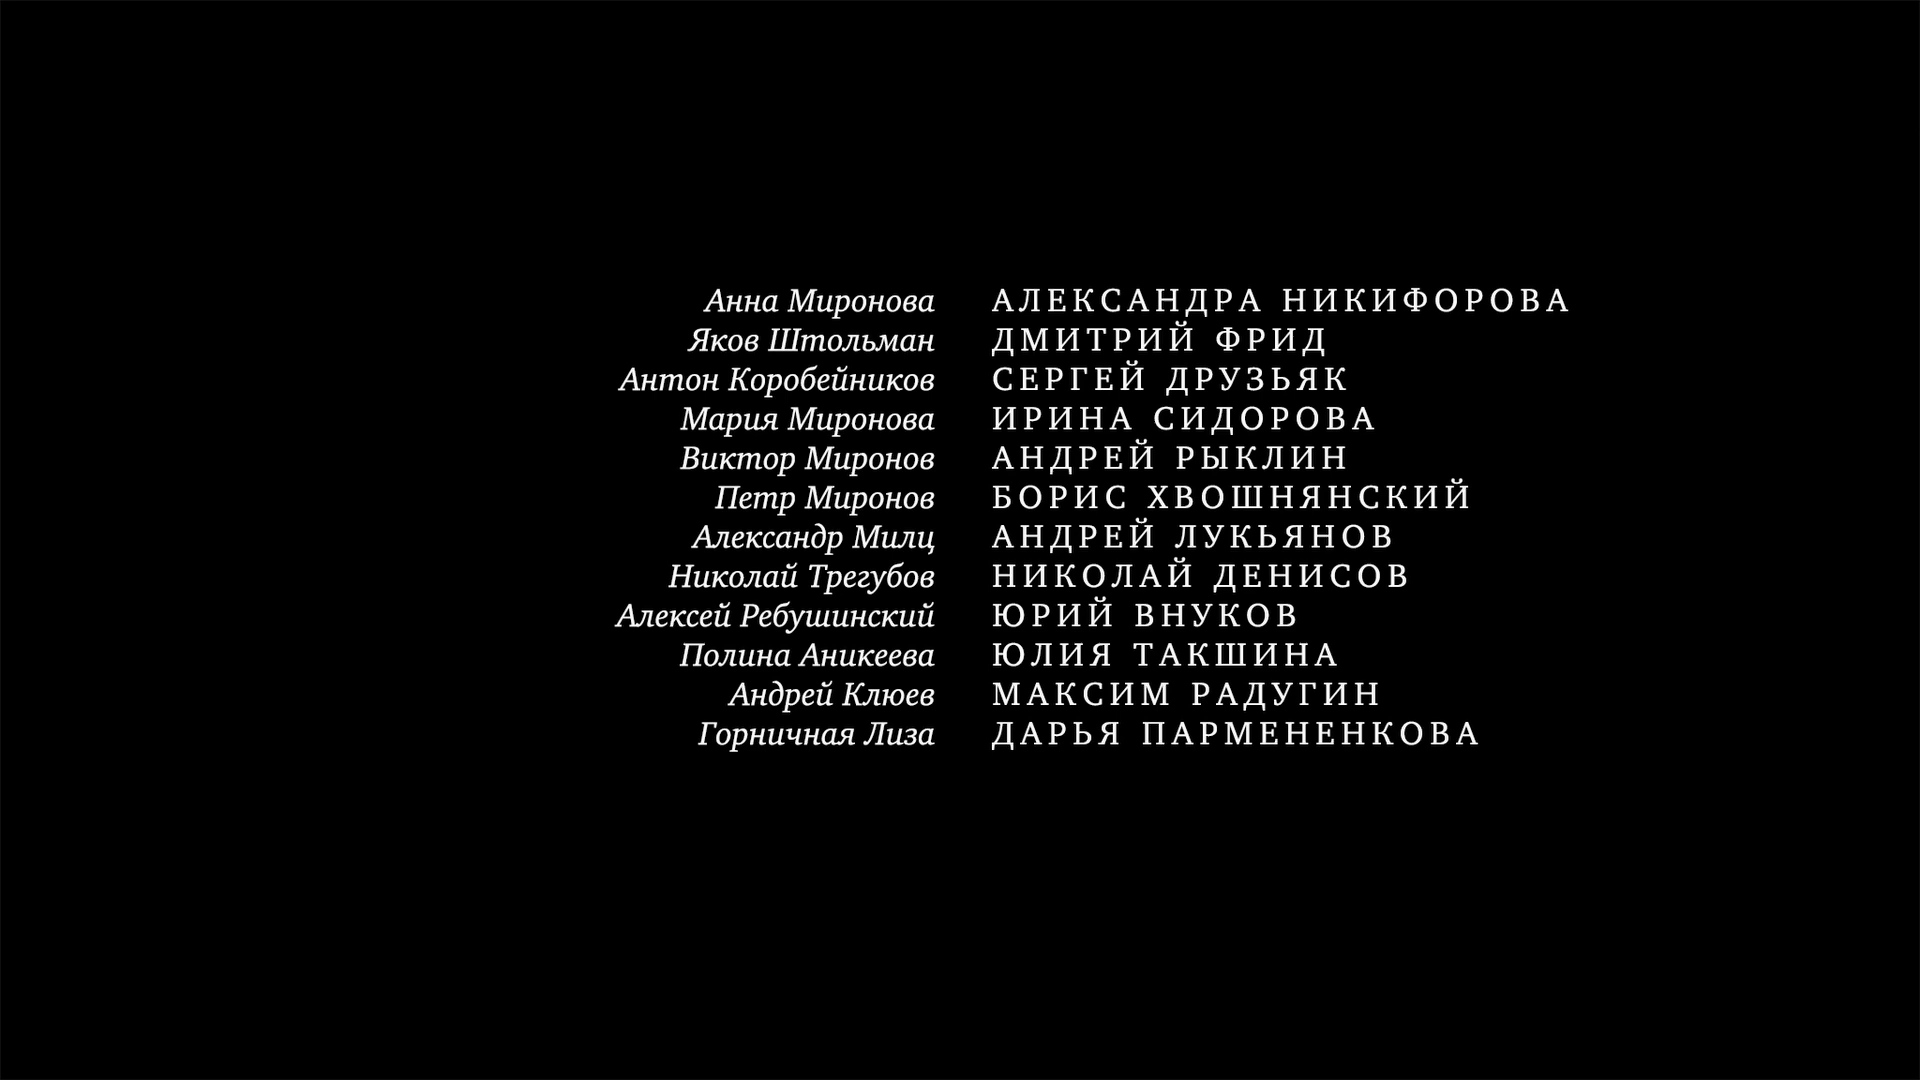 Анна Миронова АЛЕКСАНДРА НИКИФОРОВА
Яков Штольман ДМИТРИЙ ФРИД
Антон Коробейников СЕРГЕЙ ДРУЗЬЯК
Мария Миронова ИРИНА СИДОРОВА
Виктор Миронов АНДРЕЙ РЫКЛИН
Петр Миронов БОРИС ХВОШНЯНСКИЙ
Александр Милц АНДРЕЙ ЛУКЬЯНОВ
Николай Трегубов НИКОЛАЙ ДЕНИСОВ
Алексей Ребушинский ЮРИЙ ВНУКОВ
Полина Аникеева ЮЛИЯ ТАКШИНА
Андрей Клюев МАКСИМ РАДУГИН
Горничная Лиза ДАРЬЯ ПАРМЕНЕНКОВА